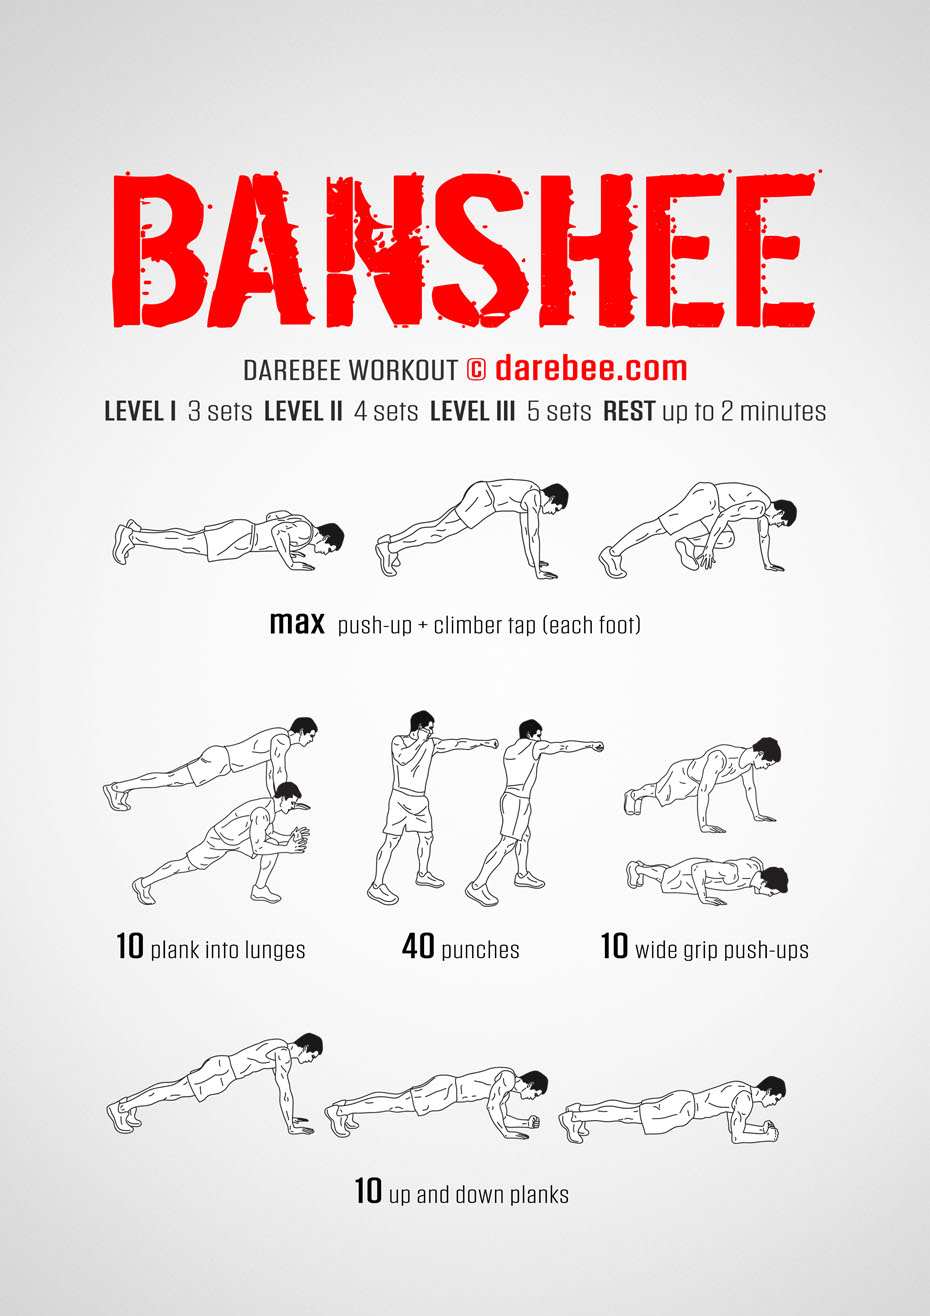 BANSHEE
DAREBEE WORKOUT © darebee.com
LEVEL I 3 sets LEVEL II 4 sets LEVEL III 5 sets REST up to 2 minutes
max push-up + climber tap (each foot)
10 plank into lunges
40 punches
10 wide grip push-ups
10 up and down planks